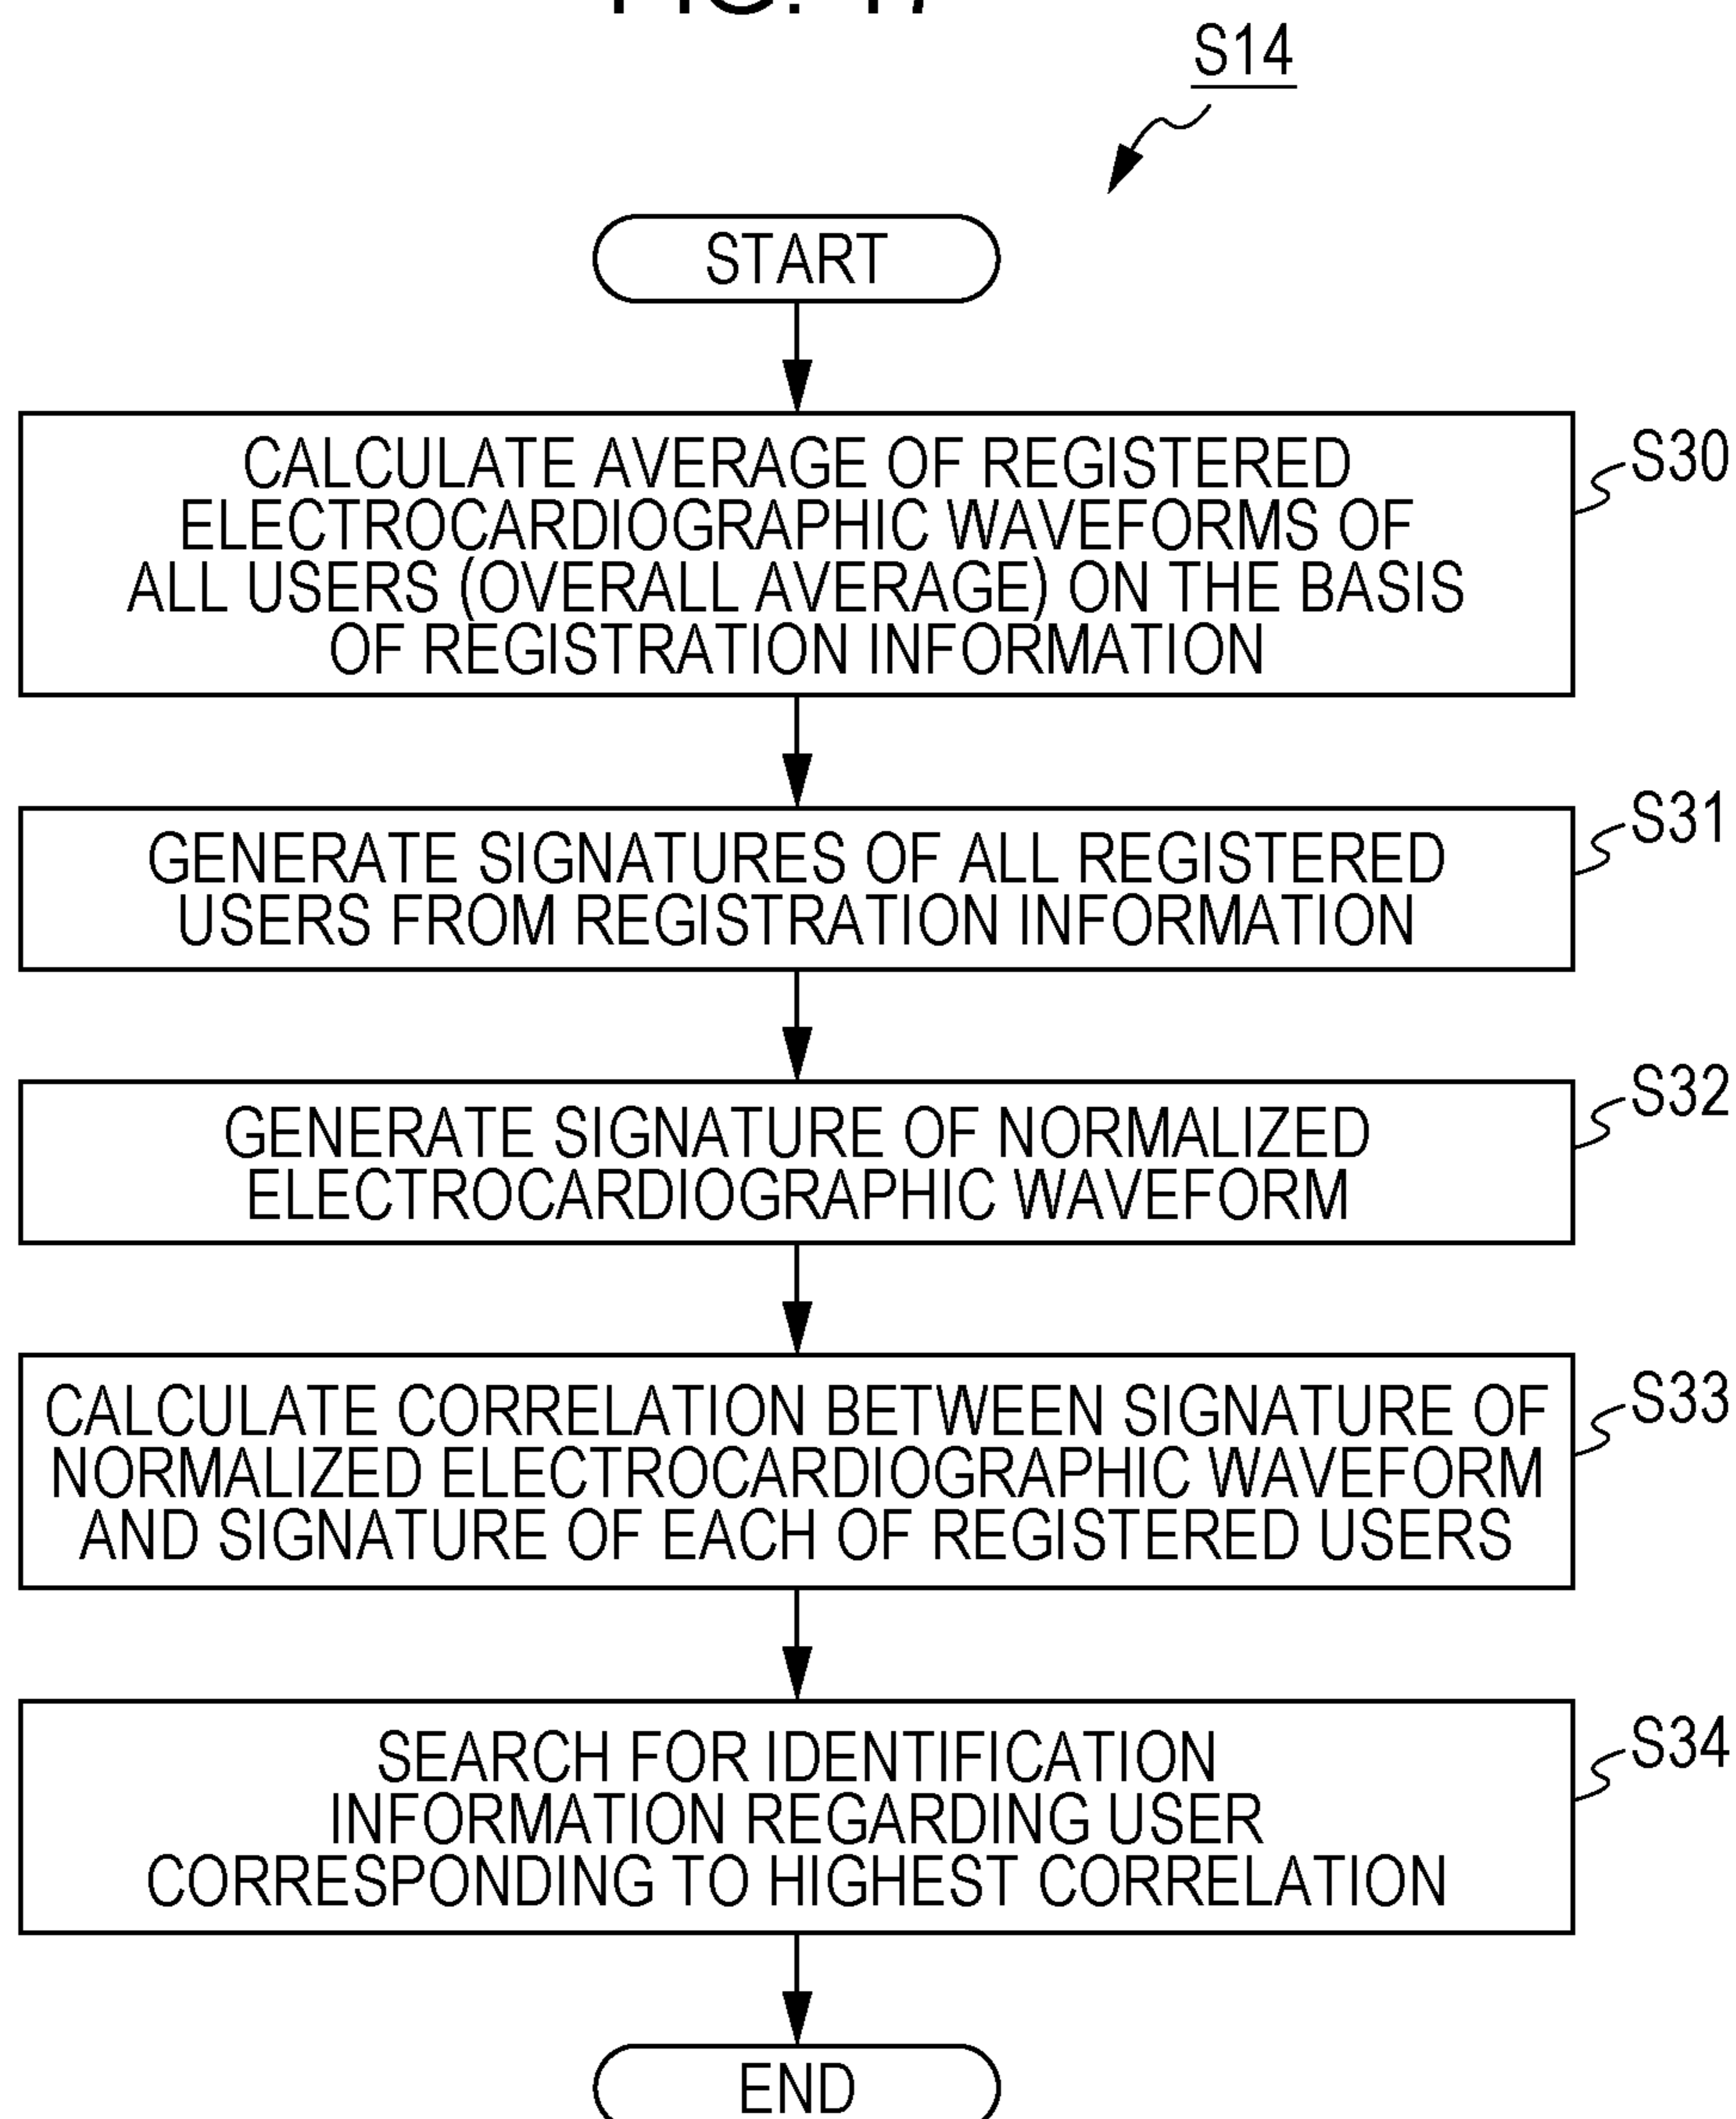 FIG. 17
S14
START
CALCULATE AVERAGE OF REGISTERED
ELECTROCARDIOGRAPHIC WAVEFORMS OF
ALL USERS (OVERALL AVERAGE) ON THE BASIS
OF REGISTRATION INFORMATION
S30
GENERATE SIGNATURES OF ALL REGISTERED
USERS FROM REGISTRATION INFORMATION
S31
GENERATE SIGNATURE OF NORMALIZED
ELECTROCARDIOGRAPHIC WAVEFORM
S32
CALCULATE CORRELATION BETWEEN SIGNATURE OF
NORMALIZED ELECTROCARDIOGRAPHIC WAVEFORM
AND SIGNATURE OF EACH OF REGISTERED USERS
S33
SEARCH FOR IDENTIFICATION
INFORMATION REGARDING USER
CORRESPONDING TO HIGHEST CORRELATION
S34
END